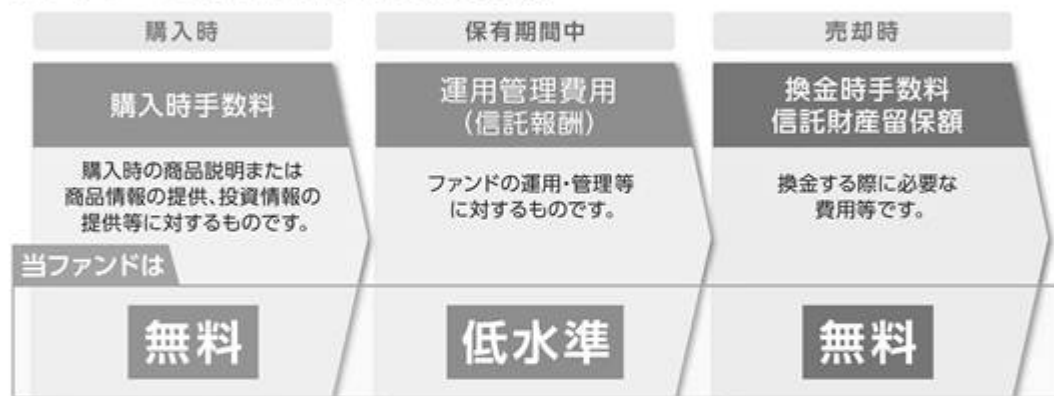 購入時
保有期間中
売却時
購入時手数料
運用管理費用
(信託報酬)
換金時手数料
信託財産留保額
購入時の商品説明または
商品情報の提供、投資情報の
提供等に対するものです。
ファンドの運用・管理等
に対するものです。
換金する際に必要な
費用等です。
当ファンドは
無料
低水準
無料